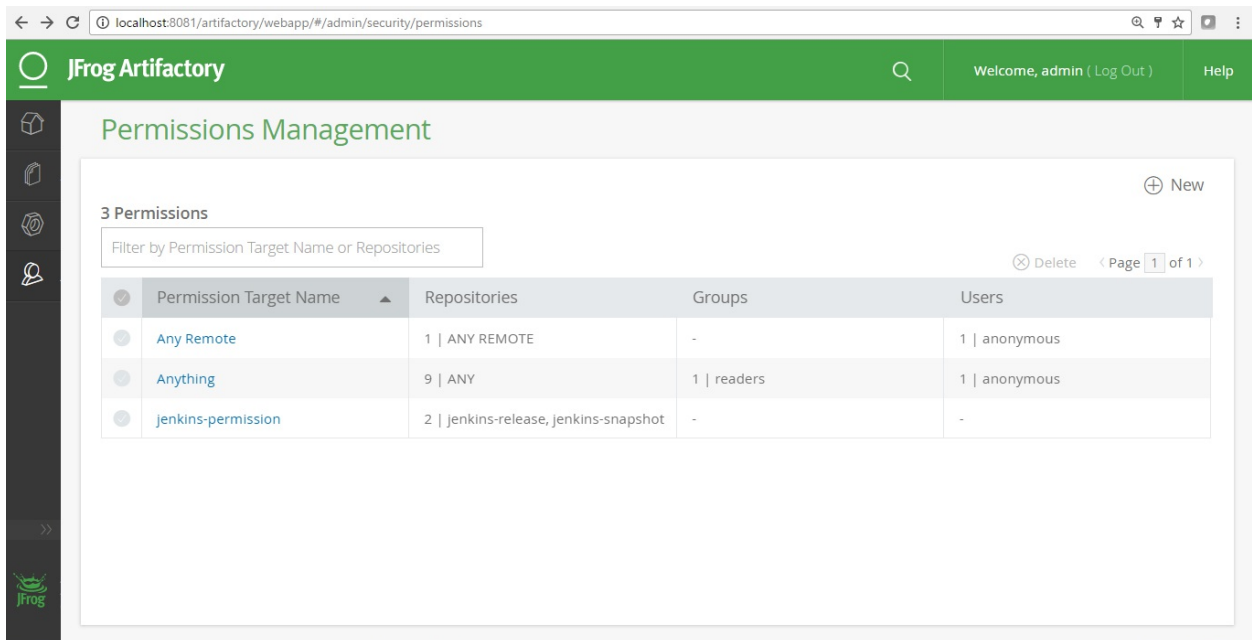 localhost:8081/artifactory/webapp/#/admin/security/permissions
JFrog Artifactory
Welcome, admin ( Log Out )
Help
Permissions Management
New
3 Permissions
Filter by Permission Target Name or Repositories
Delete
Page 1 of 1
Permission Target Name Repositories Groups Users
Any Remote 1 | ANY REMOTE - 1 | anonymous
Anything 9 | ANY 1 | readers 1 | anonymous
jenkins-permission 2 | jenkins-release, jenkins-snapshot - -
JFrog